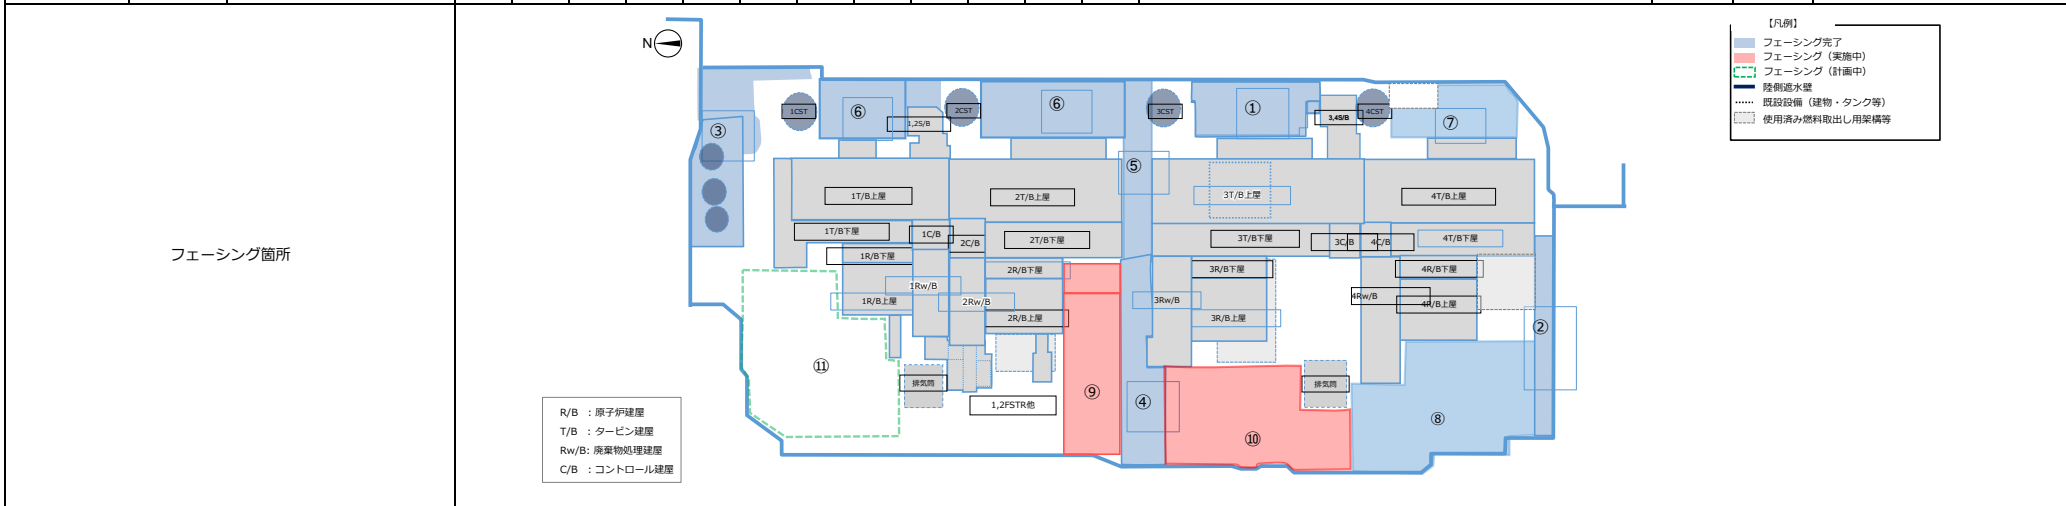 フェーシング箇所
N
【凡例】
フェーシング完了
フェーシング（実施中）
フェーシング（計画中）
陸側遮水壁
既設設備（建物・タンク等）
使用済み燃料取出し用架構等
1CST
⑥
1,2S/B
2CST
⑥
3CST
①
3,4S/B
4CST
⑦
③
⑤
1T/B上屋
2T/B上屋
3T/B上屋
4T/B上屋
1T/B下屋
1C/B
2C/B
2T/B下屋
3T/B下屋
3C/B
4C/B
4T/B下屋
1R/B下屋
2R/B下屋
3R/B下屋
4R/B下屋
1Rw/B
1R/B上屋
2Rw/B
3Rw/B
4Rw/B
4R/B上屋
2R/B上屋
3R/B上屋
②
⑪
排気筒
⑨
④
排気筒
1,2FSTR他
⑩
⑧
R/B ：原子炉建屋
T/B ：タービン建屋
Rw/B: 廃棄物処理建屋
C/B ：コントロール建屋